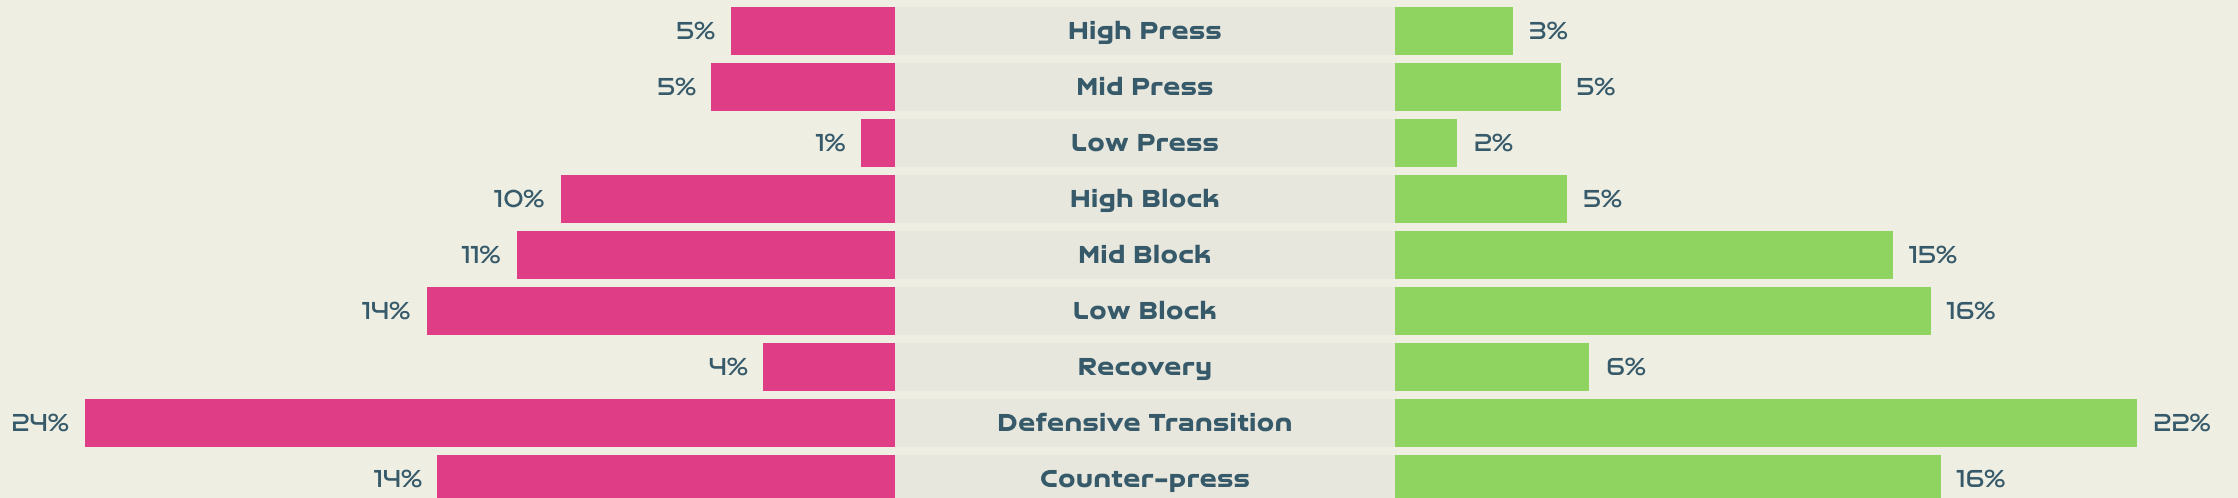 5% High Press 3%
5% Mid Press 5%
1% Low Press 2%
10% High Block 5%
11% Mid Block 15%
14% Low Block 16%
4% Recovery 6%
24% Defensive Transition 22%
14% Counter-press 16%